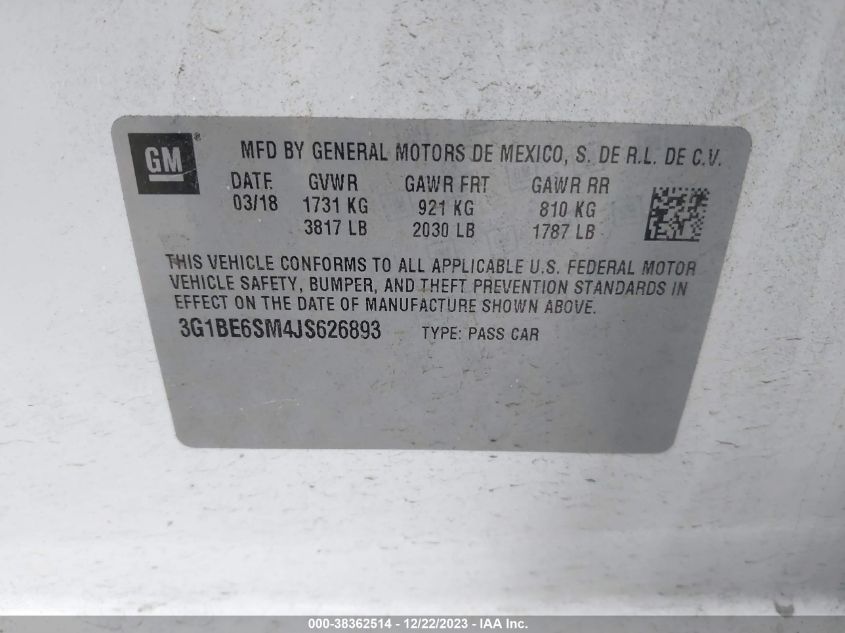 GM® MFD BY GENERAL MOTORS DE MEXICO, S. DE R.L. DE C.V.
DATE GVWR GAWR FRT GAWR RR
03/18 1731 KG 921 KG 810 KG
3817 LB 2030 LB 1787 LB
THIS VEHICLE CONFORMS TO ALL APPLICABLE U.S. FEDERAL MOTOR
VEHICLE SAFETY, BUMPER, AND THEFT PREVENTION STANDARDS IN
EFFECT ON THE DATE OF MANUFACTURE SHOWN ABOVE.
3G1BE6SM4JS626893 TYPE: PASS CAR
000-38362514 - 12/22/2023 - IAA Inc.